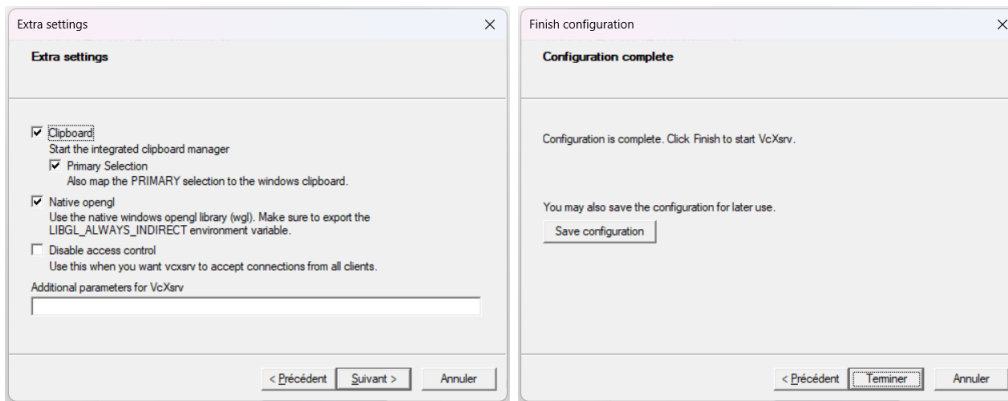 Extra settings
Extra settings
Clipboard
Start the integrated clipboard manager
Primary Selection
Also map the PRIMARY selection to the windows clipboard.
Native opengl
Use the native windows opengl library (wgl). Make sure to export the
LIBGL_ALWAYS_INDIRECT environment variable.
Disable access control
Use this when you want vcxsrv to accept connections from all clients.
Additional parameters for VcXsrv
< Précédent
Suivant >
Annuler
Finish configuration
Configuration complete
Configuration is complete. Click Finish to start VcXsrv.
You may also save the configuration for later use.
Save configuration
< Précédent
Terminer
Annuler